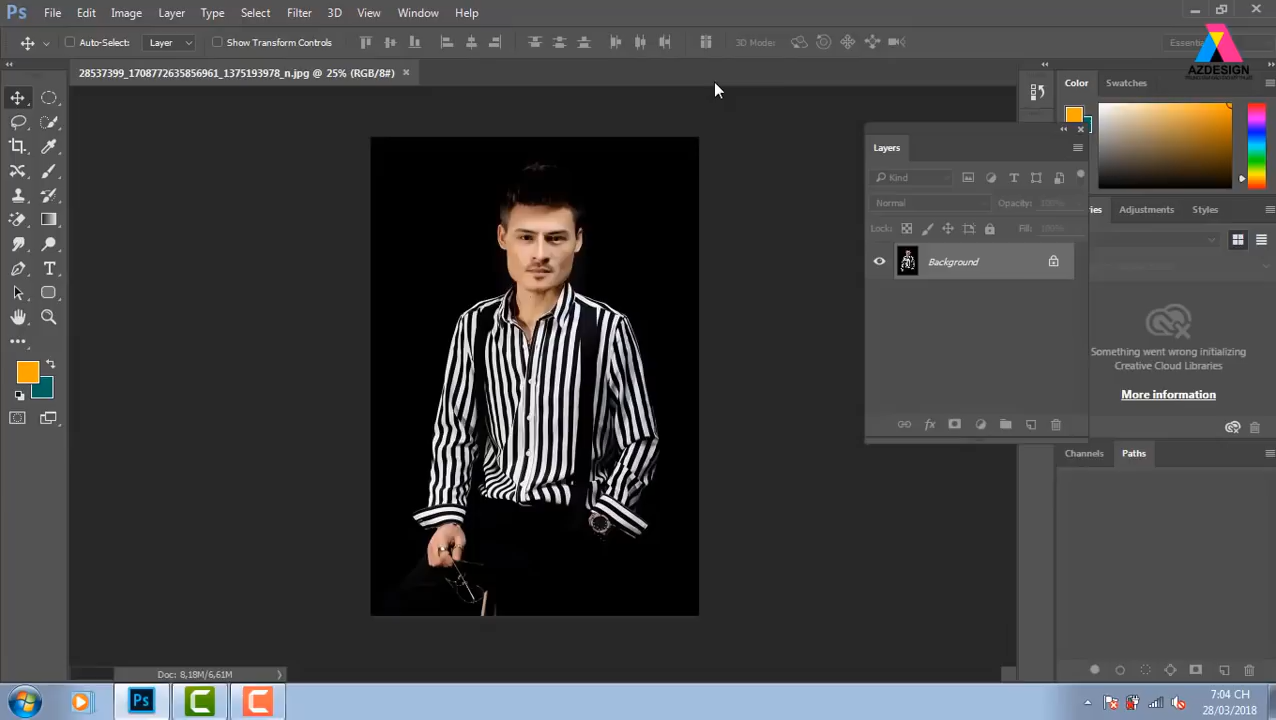 Ps File Edit Image Layer Type Select Filter 3D View Window Help
Auto-Select: Layer Show Transform Controls 3D Mode: Essenti
AZDESIGN
28537399_1708772635856961_1375193978_n.jpg @ 25% (RGB/8#) ×
Color Swatches
Layers
Kind
Normal Opacity: 100%
Lock: Fill: 100%
Background
ries Adjustments Styles
Something went wrong initializing
Creative Cloud Libraries
More information
Channels Paths
Doc: 8,18M/6,61M
Ps
7:04 CH
28/03/2018